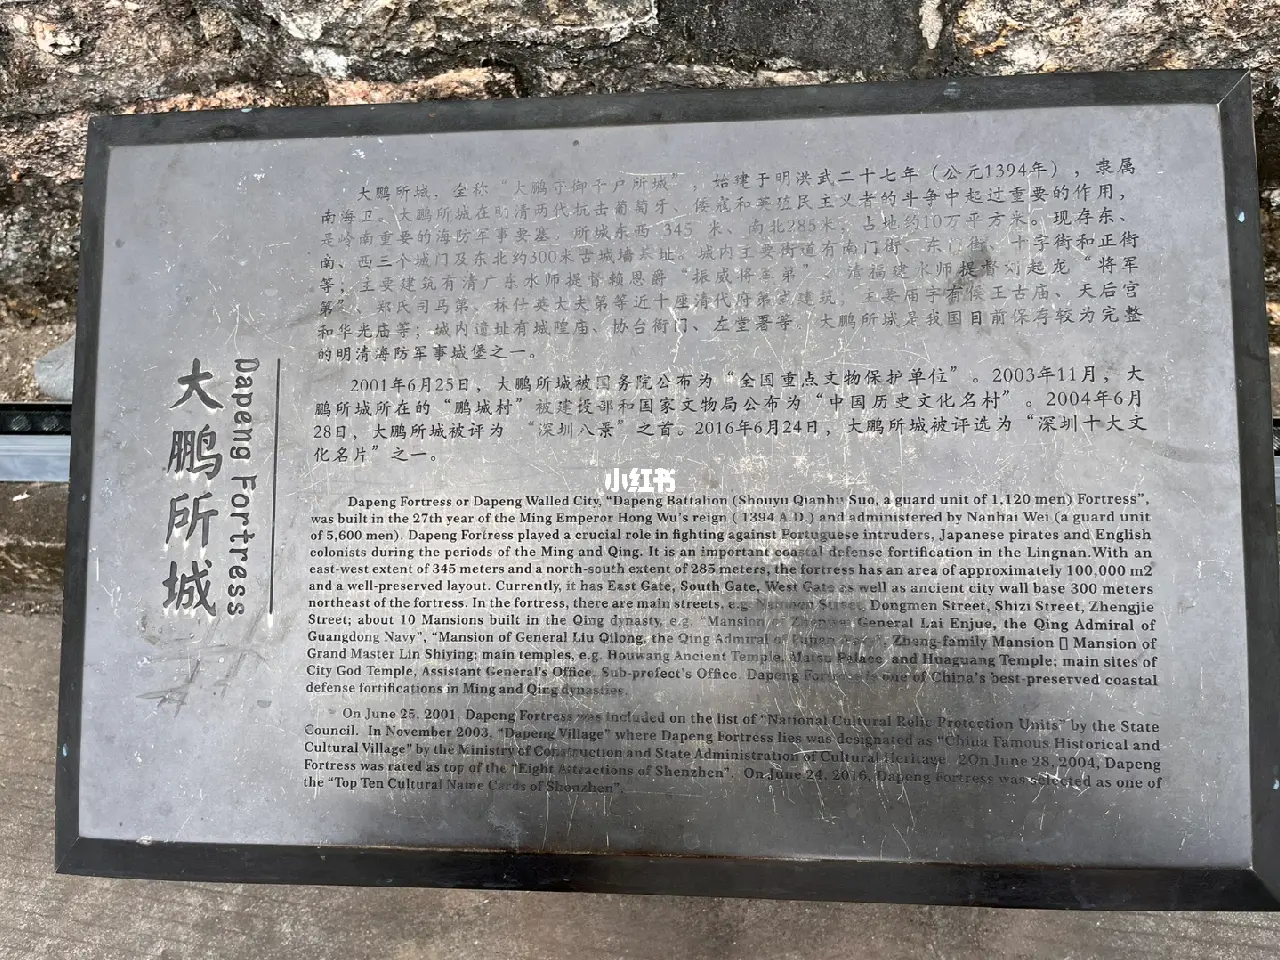 大鹏所城
Dapeng Fortress
大鹏所城，全称“大鹏守御千户所城”，始建于明洪武二十七年（公元1394年），隶属
南海卫。大鹏所城在明清两代抗击葡萄牙、倭寇和英殖民主义者的斗争中起过重要的作用，
是岭南重要的海防军事要塞。所城东西 345 米、南北285米，占地约10万平方米。现存东、
南、西三个城门及东北约300米古城墙基址。城内主要街道有南门街、东门街、十字街和正街
等；主要建筑有清广东水师提督赖恩爵“振威将军第”、清福建水师提督刘起龙“将军
第”、郑氏司马第、林仕英大夫第等近十座清代府第式建筑；主要庙宇有侯王古庙、天后宫
和华光庙等；城内遗址有城隍庙、协台衙门、左堂署等。大鹏所城是我国目前保存较为完整
的明清海防军事城堡之一。
2001年6月25日，大鹏所城被国务院公布为“全国重点文物保护单位”。2003年11月，大
鹏所城所在的“鹏城村”被建设部和国家文物局公布为“中国历史文化名村”。2004年6月
28日，大鹏所城被评为 “深圳八景”之首。2016年6月24日，大鹏所城被评选为“深圳十大文
化名片”之一。
小红书
Dapeng Fortress or Dapeng Walled City, “Dapeng Battalion (Shouyu Qianhu Suo, a guard unit of 1,120 men) Fortress”,
was built in the 27th year of the Ming Emperor Hong Wu's reign ( 1394 A.D.) and administered by Nanhai Wei (a guard unit
of 5,600 men). Dapeng Fortress played a crucial role in fighting against Portuguese intruders, Japanese pirates and English
colonists during the periods of the Ming and Qing. It is an important coastal defense fortification in the Lingnan.With an
east-west extent of 345 meters and a north-south extent of 285 meters, the fortress has an area of approximately 100,000 m2
and a well-preserved layout. Currently, it has East Gate, South Gate, West Gate as well as ancient city wall base 300 meters
northeast of the fortress. In the fortress, there are main streets, e.g. Nanmen Street, Dongmen Street, Shizi Street, Zhengjie
Street; about 10 Mansions built in the Qing dynasty, e.g. “Mansion of Zhenwei General Lai Enjue, the Qing Admiral of
Guangdong Navy”, “Mansion of General Liu Qilong, the Qing Admiral of Fujian Navy”, Zheng-family Mansion ▯ Mansion of
Grand Master Lin Shiying; main temples, e.g. Houwang Ancient Temple, Matsu Palace, and Huaguang Temple; main sites of
City God Temple, Assistant General's Office, Sub-prefect's Office. Dapeng Fortress is one of China's best-preserved coastal
defense fortifications in Ming and Qing dynasties.
On June 25, 2001, Dapeng Fortress was included on the list of “National Cultural Relic Protection Units” by the State
Council. In November 2003, “Dapeng Village” where Dapeng Fortress lies was designated as “China Famous Historical and
Cultural Village” by the Ministry of Construction and State Administration of Cultural Heritage. 2On June 28, 2004, Dapeng
Fortress was rated as top of the “Eight Attractions of Shenzhen”. On June 24, 2016, Dapeng Fortress was selected as one of
the “Top Ten Cultural Name Cards of Shenzhen”.